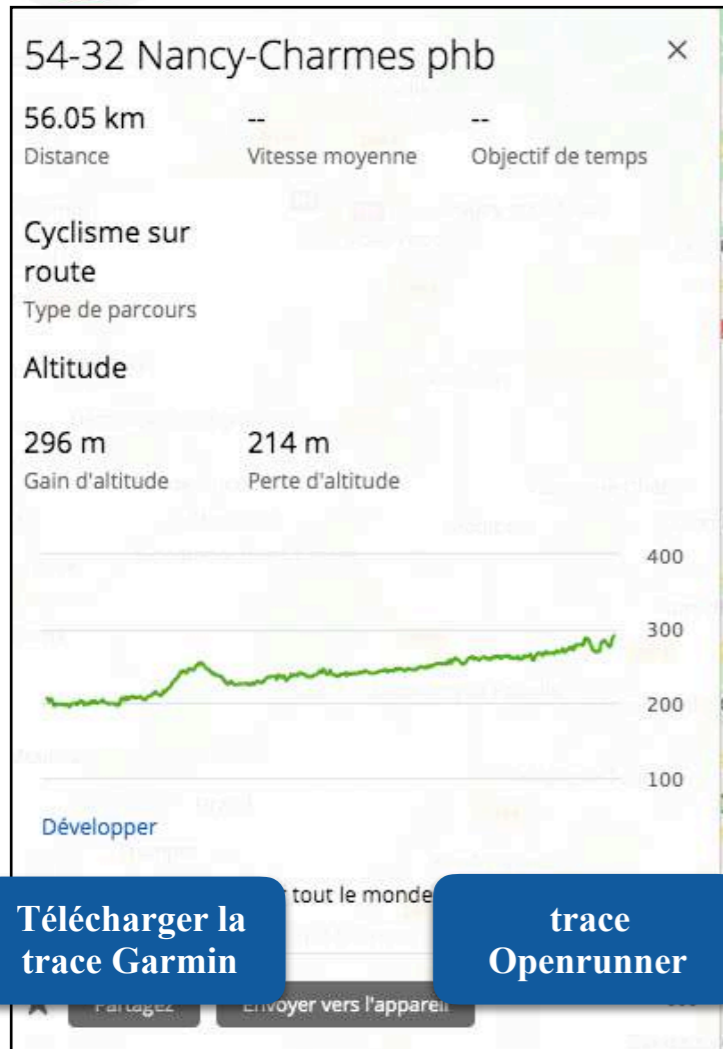 54-32 Nancy-Charmes phb
56.05 km -- --
Distance Vitesse moyenne Objectif de temps
Cyclisme sur
route
Type de parcours
Altitude
296 m 214 m
Gain d'altitude Perte d'altitude
400
300
200
100
Développer
tout le monde
Télécharger la
trace Garmin
trace
Openrunner
Partagez Envoyer vers l'appareil